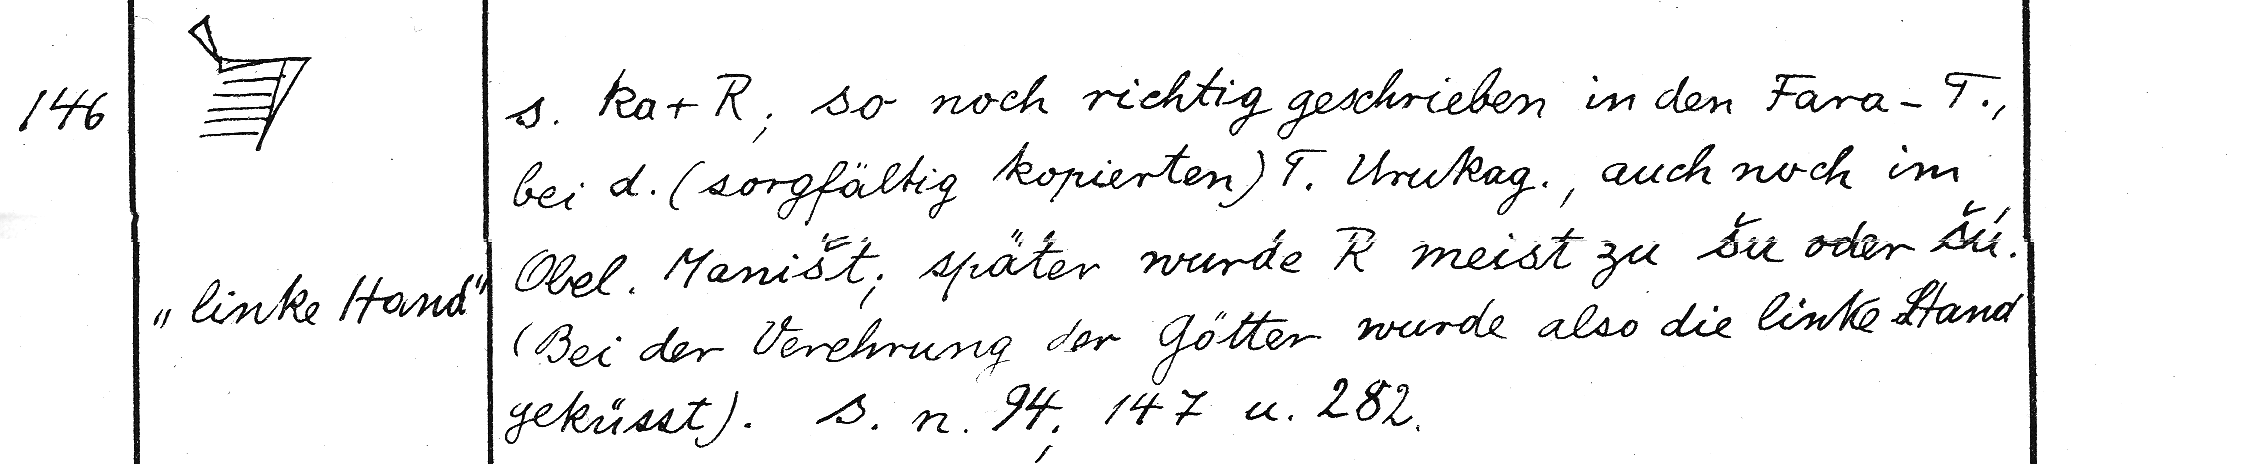 146
s. ka + R; so noch richtig geschrieben in den Fara-T.,
bei d. (sorgfältig kopierten) T. Urukag., auch noch im
Obel. Maništ; später wurde R meist zu šu oder šú.
„linke Hand"
(Bei der Verehrung der Götter wurde also die linke Hand
geküsst). s. n. 94; 147 u. 282.